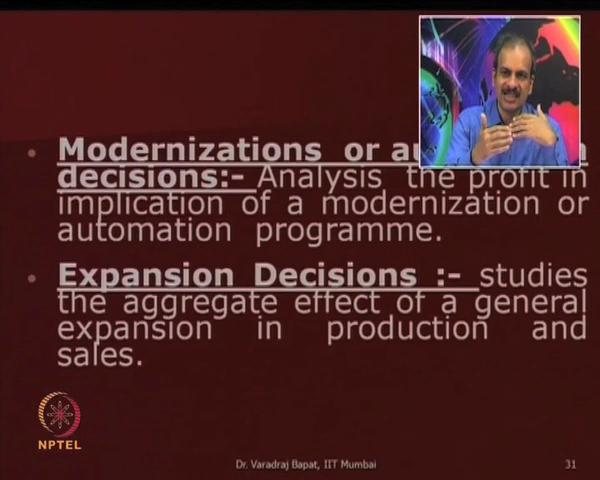 Modernizations or au
decisions:- Analysis the profit in
implication of a modernization or
automation programme.
Expansion Decisions :- studies
the aggregate effect of a general
expansion in production and
sales.
NPTEL
Dr. Varadraj Bapat, IIT Mumbai
31